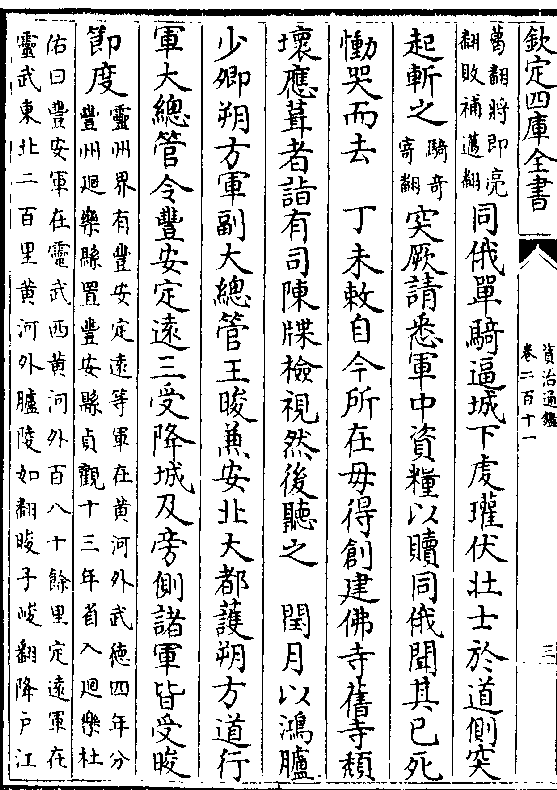 欽定四庫全書
資治通鑑
卷二百十一
三
萬翻將即亮
翻敗補邁翻
同俄單騎逼城下虔瓘伏壯士於道側突
起斬之
騎奇
寄翻
突厥請悉軍中資糧以贖同俄聞其已死
慟哭而去　丁未敕自今所在毋得創建佛寺舊寺頹
壞應葺者詣有司陳牒檢視然後聽之　閏月以鴻臚
少卿朔方軍副大總管王晙兼安北大都護朔方道行
軍大總管令豐安定遠三受降城及旁側諸軍皆受晙
節度
靈州界有豐安定遠等軍在黄河外武徳四年分
豐州迴樂縣置豐安縣貞觀十三年省入迴樂杜
佑曰豐安軍在靈武西黄河外百八十餘里定遠軍在
靈武東北二百里黄河外臚陵如翻晙子峻翻降户江